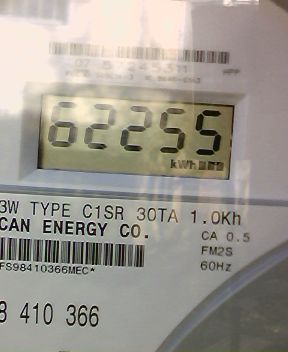 62255
kWh
3W TYPE C1SR 30TA 1.0Kh
CAN ENERGY CO.
CA 0.5
FM2S
60Hz
FS98410366MEC*
8 410 366